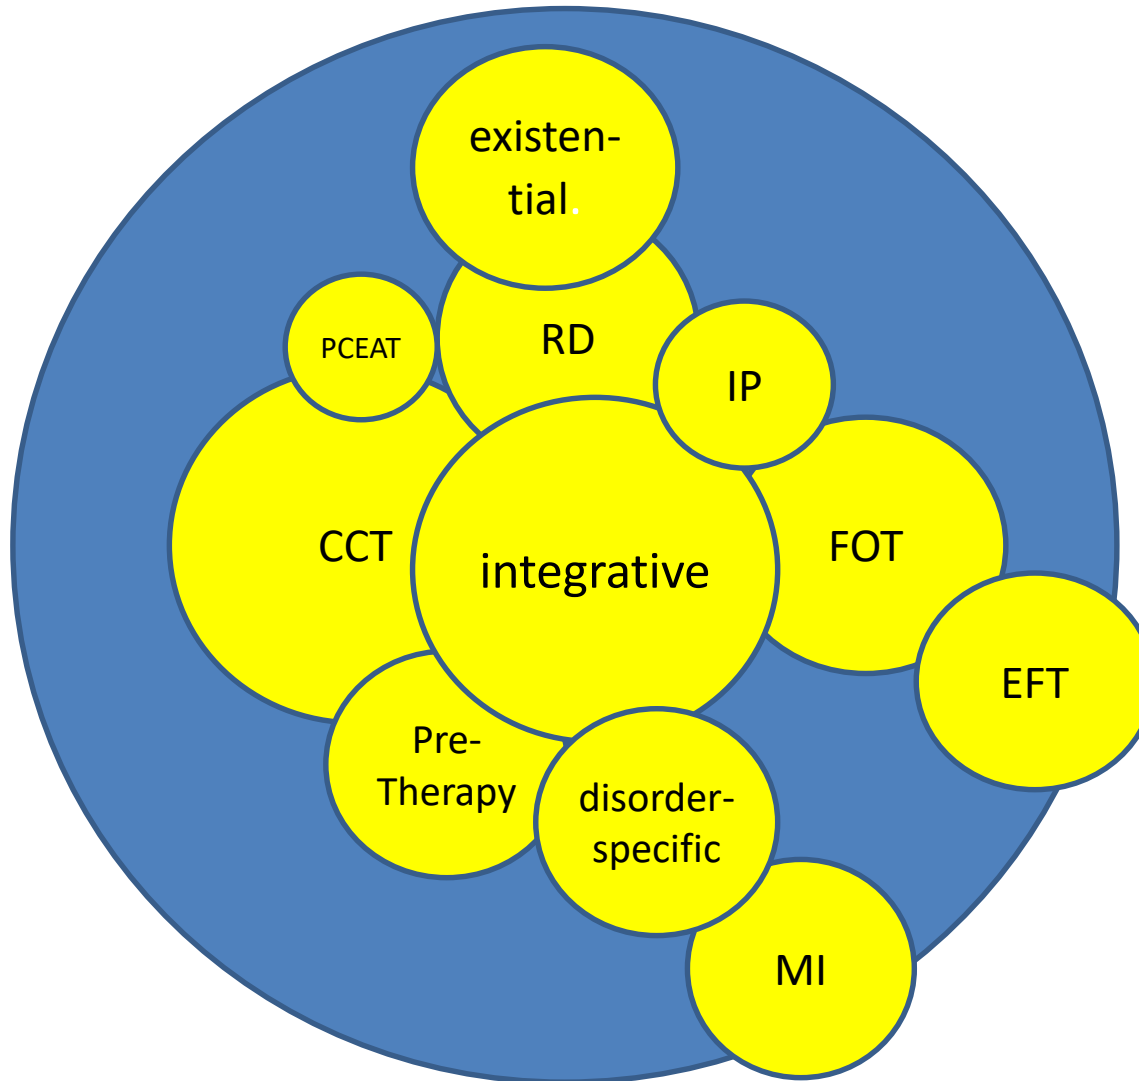 existen-
tial.
RD
PCEAT
IP
CCT
integrative
FOT
EFT
Pre-
Therapy
disorder-
specific
MI